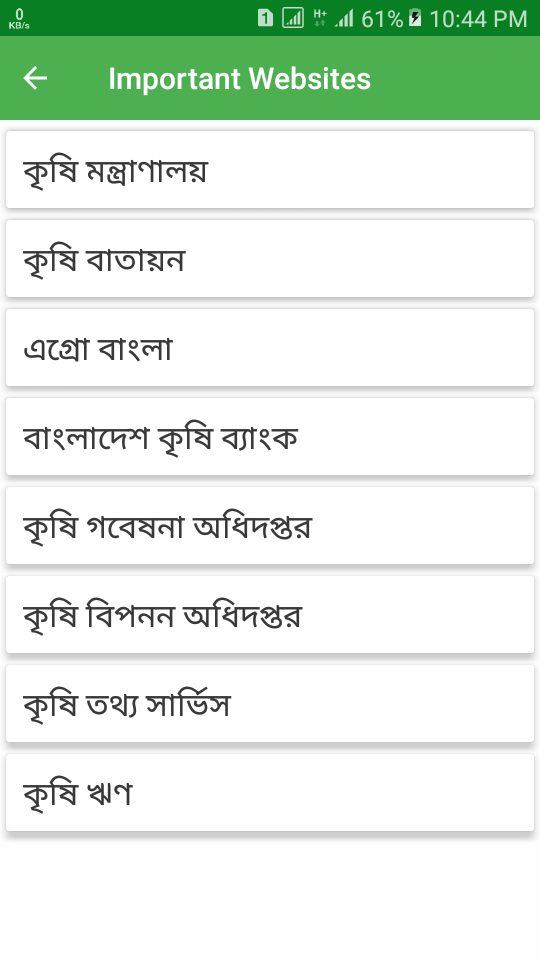 0
KB/s
1 H+ 61% 10:44 PM
Important Websites
কৃষি মন্ত্রাণালয়
কৃষি বাতায়ন
এগ্রো বাংলা
বাংলাদেশ কৃষি ব্যাংক
কৃষি গবেষনা অধিদপ্তর
কৃষি বিপনন অধিদপ্তর
কৃষি তথ্য সার্ভিস
কৃষি ঋণ